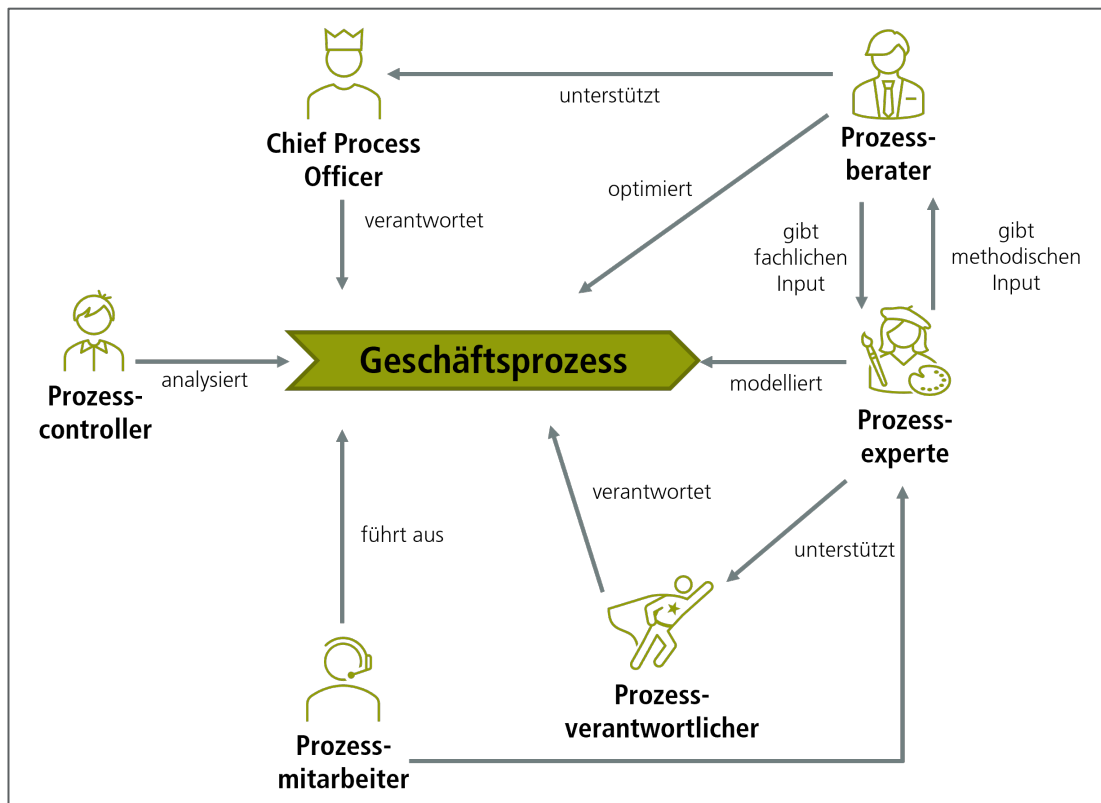 unterstützt
Chief Process
Officer
Prozess-
berater
optimiert
verantwortet
gibt
fachlichen
Input
gibt
methodischen
Input
Geschäftsprozess
analysiert
modelliert
Prozess-
controller
Prozess-
experte
verantwortet
führt aus
unterstützt
Prozess-
verantwortlicher
Prozess-
mitarbeiter